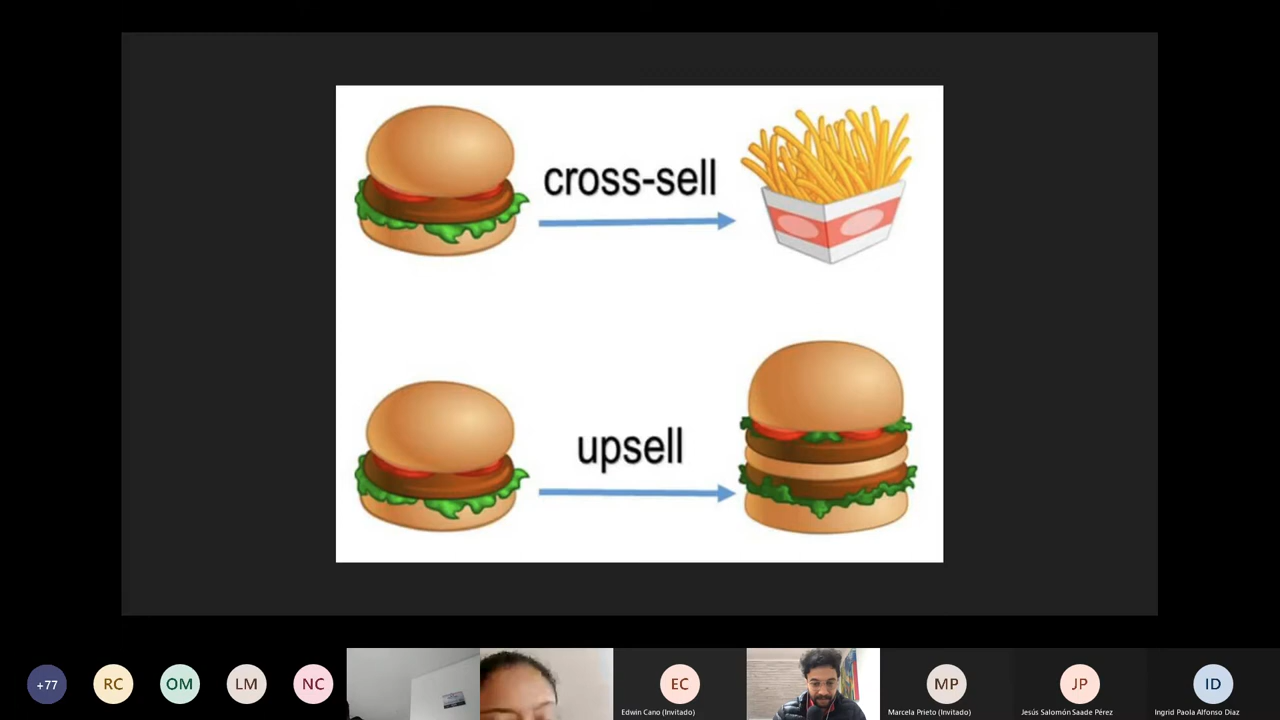 cross-sell
upsell
+77
RC
OM
LM
NC
EC
Edwin Cano (Invitado)
MP
Marcela Prieto (Invitado)
JP
Jesús Salomón Saade Pérez
ID
Ingrid Paola Alfonso Diaz